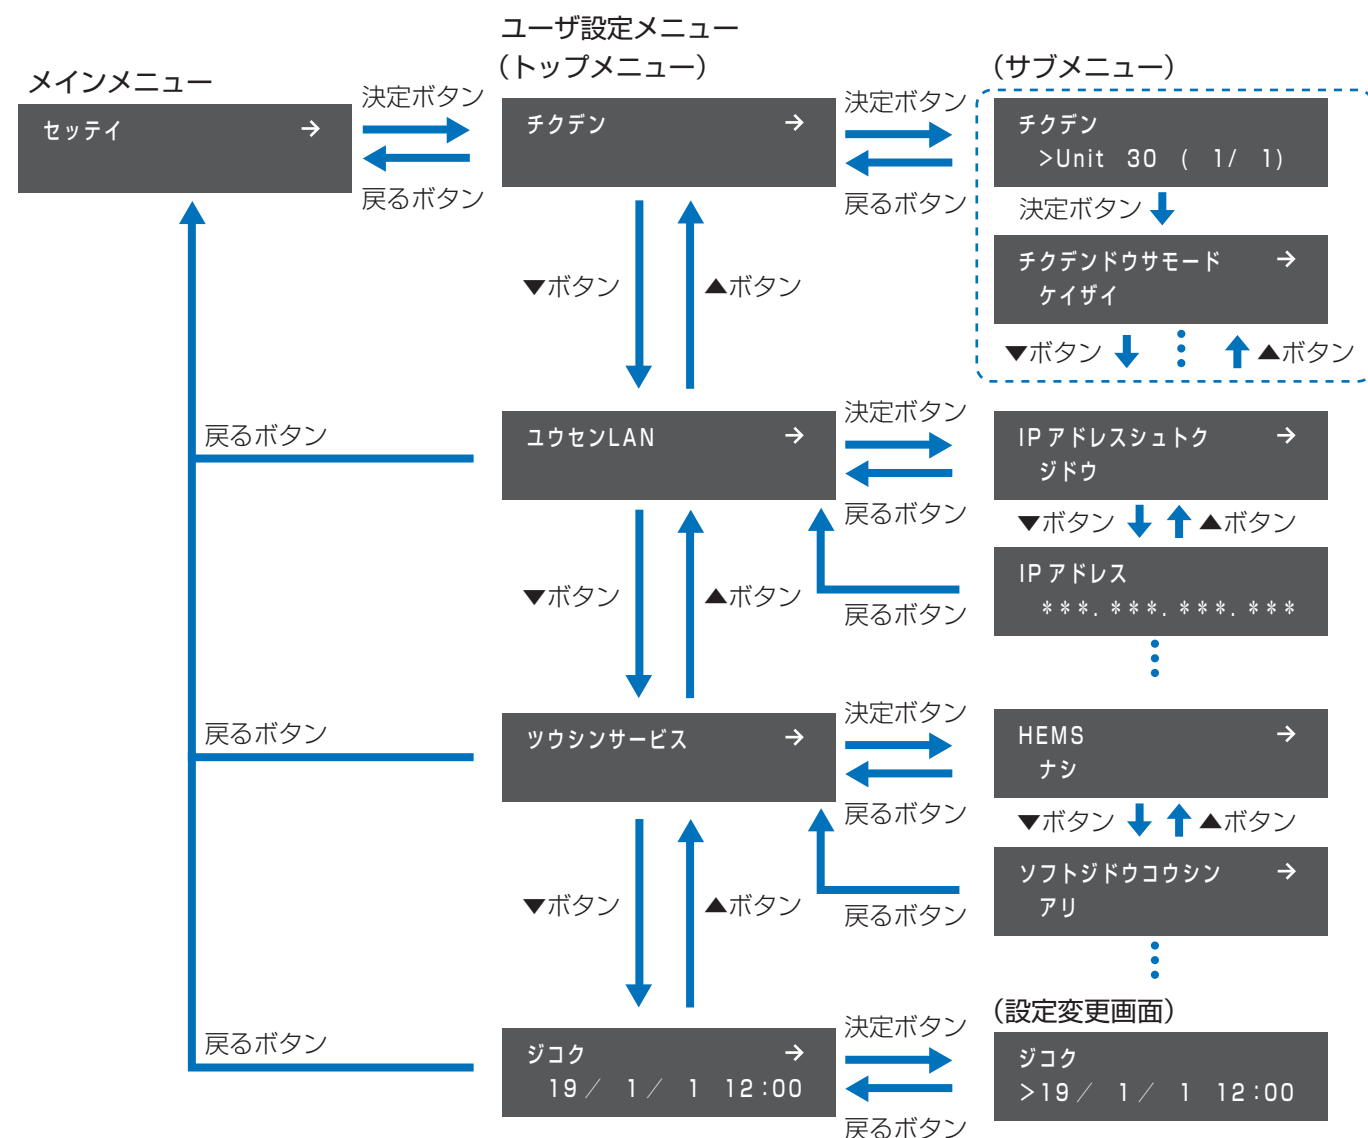 ユーザ設定メニュー
メインメニュー
(トップメニュー)
(サブメニュー)
セッテイ →
決定ボタン
戻るボタン
チクデン →
決定ボタン
戻るボタン
チクデン
>Unit 30 ( 1/ 1)
決定ボタン
チクデンドウサモード →
ケイザイ
▼ボタン
▲ボタン
▼ボタン
▲ボタン
戻るボタン
ユウセンLAN →
決定ボタン
戻るボタン
IPアドレスシュトク →
ジドウ
▼ボタン
▲ボタン
IPアドレス
***.***.***.***
戻るボタン
▼ボタン
▲ボタン
戻るボタン
ツウシンサービス →
決定ボタン
戻るボタン
HEMS →
ナシ
▼ボタン
▲ボタン
ソフトジドウコウシン →
アリ
戻るボタン
▼ボタン
▲ボタン
(設定変更画面)
戻るボタン
ジコク →
19/ 1/ 1 12:00
決定ボタン
戻るボタン
ジコク
>19/ 1/ 1 12:00